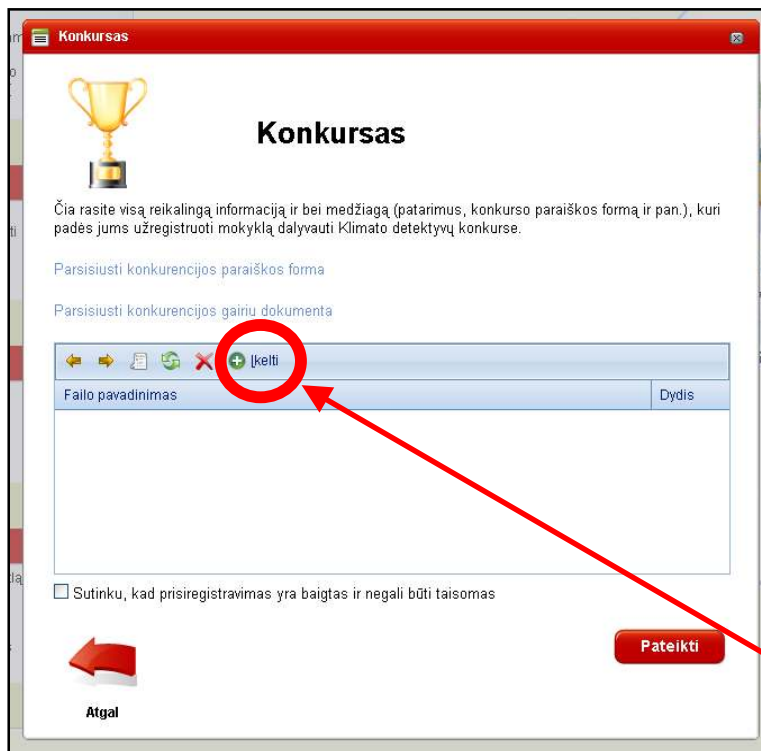 Konkursas
Konkursas
Čia rasite visą reikalingą informaciją ir bei medžiagą (patarimus, konkurso paraiškos formą ir pan.), kuri
padės jums užregistruoti mokyklą dalyvauti Klimato detektyvų konkurse.
Parsisiusti konkurencijos paraiškos forma
Parsisiusti konkurencijos gairiu dokumenta
Įkelti
Failo pavadinimas Dydis
Sutinku, kad prisiregistravimas yra baigtas ir negali būti taisomas
Pateikti
Atgal